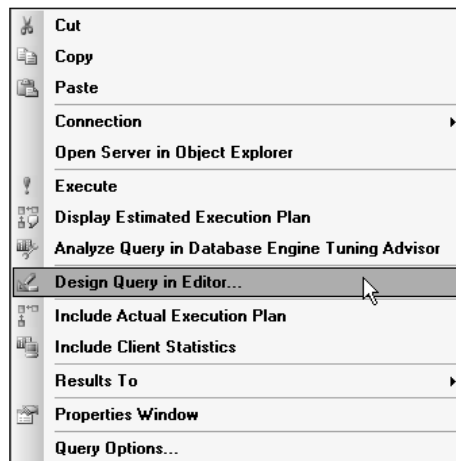 Cut
Copy
Paste
Connection
Open Server in Object Explorer
Execute
Display Estimated Execution Plan
Analyze Query in Database Engine Tuning Advisor
Design Query in Editor...
Include Actual Execution Plan
Include Client Statistics
Results To
Properties Window
Query Options...